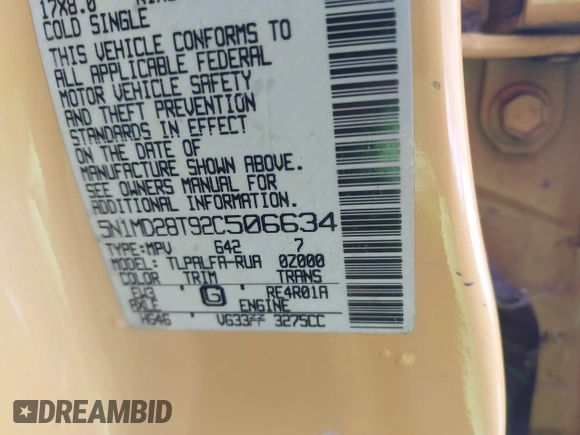 17X8.0
COLD SINGLE
THIS VEHICLE CONFORMS TO
ALL APPLICABLE FEDERAL
MOTOR VEHICLE SAFETY
AND THEFT PREVENTION
STANDARDS IN EFFECT
ON THE DATE OF
MANUFACTURE SHOWN ABOVE.
SEE OWNERS MANUAL FOR
ADDITIONAL INFORMATION.
5N1MD28T92C506634
TYPE:MPV 642 7
MODEL: TLPALFA-RUA 0Z000
COLOR TRIM TRANS
G RE4R01A
AXLE ENGINE
HG46 VG33 3275CC
DREAMBID